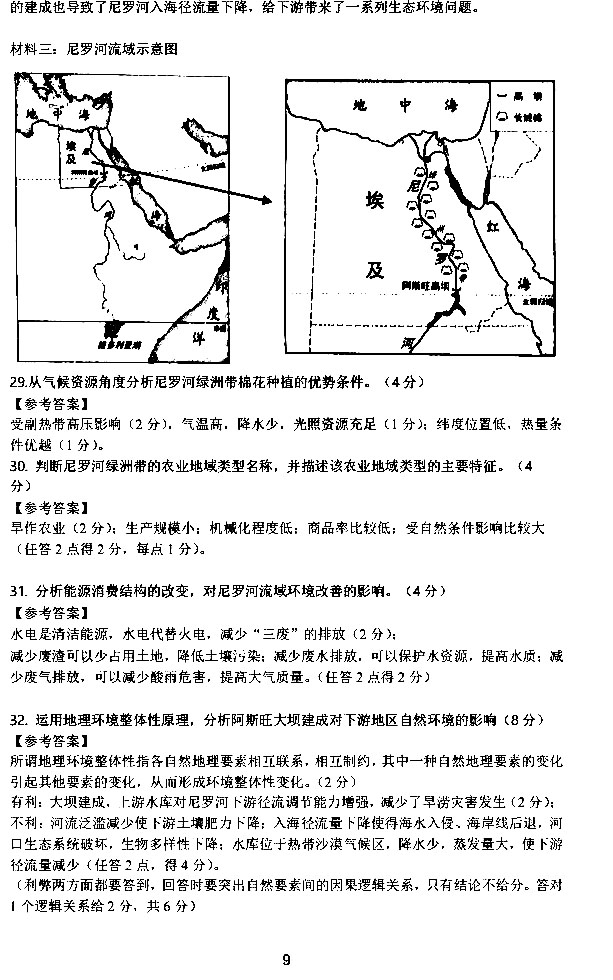 的建成也导致了尼罗河入海径流量下降，给下游带来了一系列生态环境问题。
材料三：尼罗河流域示意图
地 中 海
埃
及
红
海
印
度
洋
维多利亚湖
地 中 海
高 坝
长绒棉
尼
罗
河
埃
及
阿斯旺高坝
红
海
29.从气候资源角度分析尼罗河绿洲带棉花种植的优势条件。（4分）
【参考答案】
受副热带高压影响（2 分），气温高，降水少，光照资源充足（1 分）；纬度位置低，热量条
件优越（1 分）。
30. 判断尼罗河绿洲带的农业地域类型名称，并描述该农业地域类型的主要特征。（4
分）
【参考答案】
旱作农业（2 分）；生产规模小；机械化程度低；商品率比较低；受自然条件影响比较大
（任答 2 点得 2 分，每点 1 分）。
31. 分析能源消费结构的改变，对尼罗河流域环境改善的影响。（4分）
【参考答案】
水电是清洁能源，水电代替火电，减少“三废”的排放（2 分）；
减少废渣可以少占用土地，降低土壤污染；减少废水排放，可以保护水资源，提高水质；减
少废气排放，可以减少酸雨危害，提高大气质量。（任答 2 点得 2 分）
32. 运用地理环境整体性原理，分析阿斯旺大坝建成对下游地区自然环境的影响（8 分）
【参考答案】
所谓地理环境整体性指各自然地理要素相互联系，相互制约，其中一种自然地理要素的变化
引起其他要素的变化，从而形成环境整体性变化。（2 分）
有利：大坝建成，上游水库对尼罗河下游径流调节能力增强，减少了旱涝灾害发生（2 分）；
不利：河流泛滥减少使下游土壤肥力下降；入海径流量下降使得海水入侵、海岸线后退，河
口生态系统破坏，生物多样性下降；水库位于热带沙漠气候区，降水少，蒸发量大，使下游
径流量减少（任答 2 点，得 4 分）。
（利弊两方面都要答到，回答时要突出自然要素间的因果逻辑关系，只有结论不给分。答对
1 个逻辑关系给 2 分，共 6 分）
9